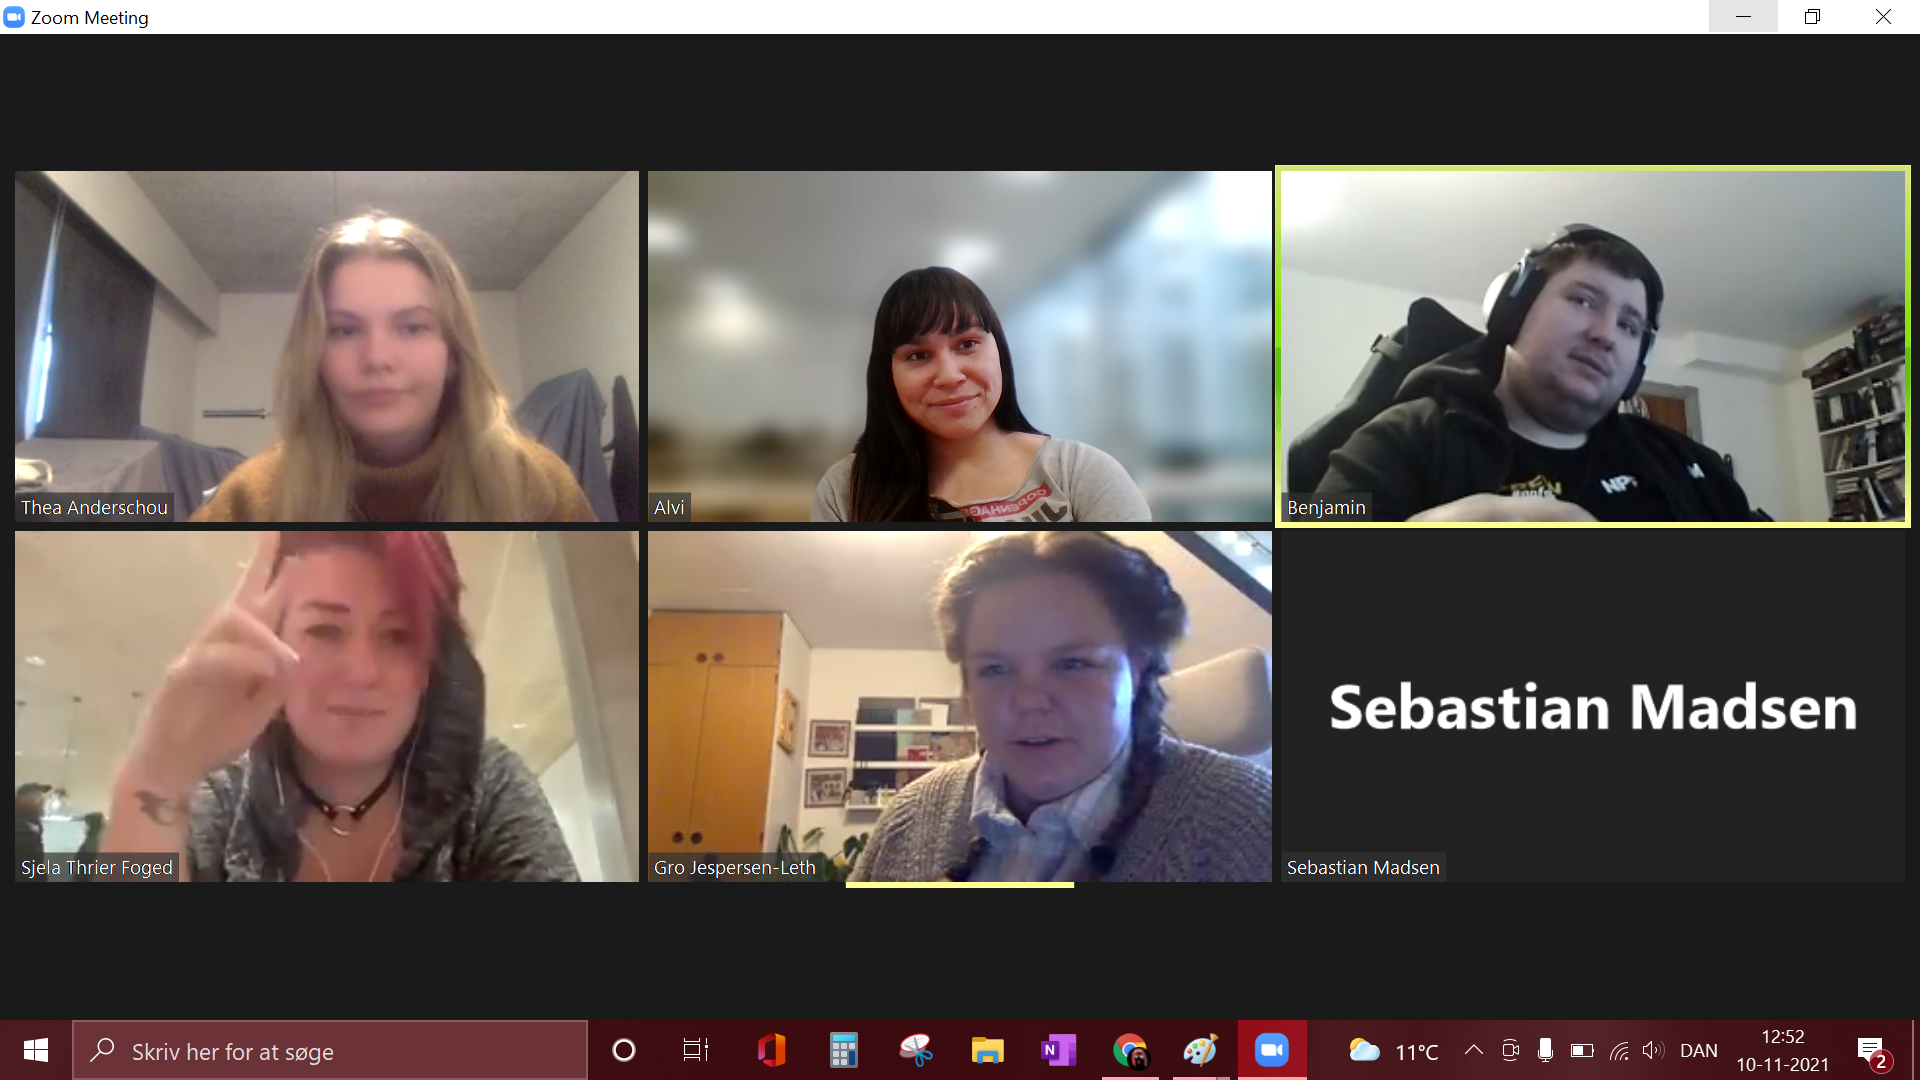 Zoom Meeting
Thea Anderschou
Alvi
Benjamin
Sjela Thrier Foged
Gro Jespersen-Leth
Sebastian Madsen
Sebastian Madsen
Skriv her for at søge
N
11°C
DAN
12:52
10-11-2021
2